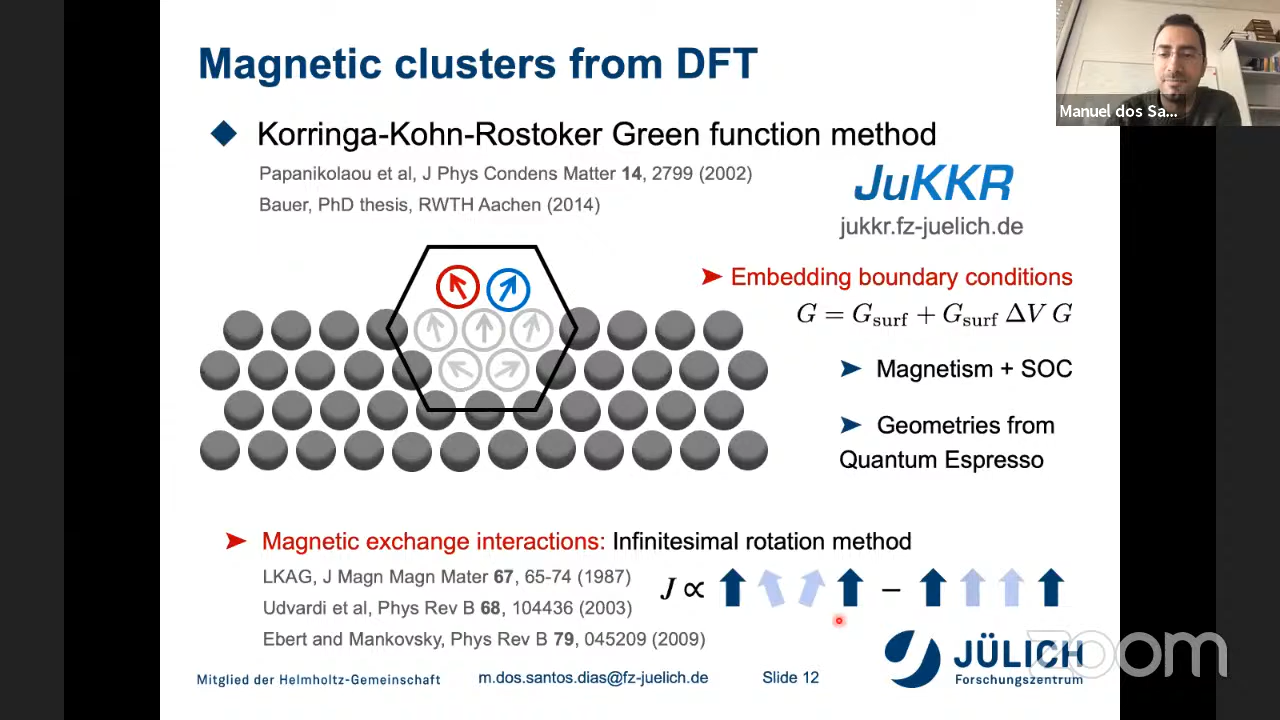 Magnetic clusters from DFT
Manuel dos Sa...
Korringa-Kohn-Rostoker Green function method
Papanikolaou et al, J Phys Condens Matter 14, 2799 (2002)
Bauer, PhD thesis, RWTH Aachen (2014)
JuKKR
jukkr.fz-juelich.de
➤ Embedding boundary conditions
G = G_surf + G_surf ΔV G
➤ Magnetism + SOC
➤ Geometries from
Quantum Espresso
➤ Magnetic exchange interactions: Infinitesimal rotation method
LKAG, J Magn Magn Mater 67, 65-74 (1987)
Udvardi et al, Phys Rev B 68, 104436 (2003)
Ebert and Mankovsky, Phys Rev B 79, 045209 (2009)
J ∝ −
JÜLICH
Forschungszentrum
zoom
Mitglied der Helmholtz-Gemeinschaft
m.dos.santos.dias@fz-juelich.de
Slide 12